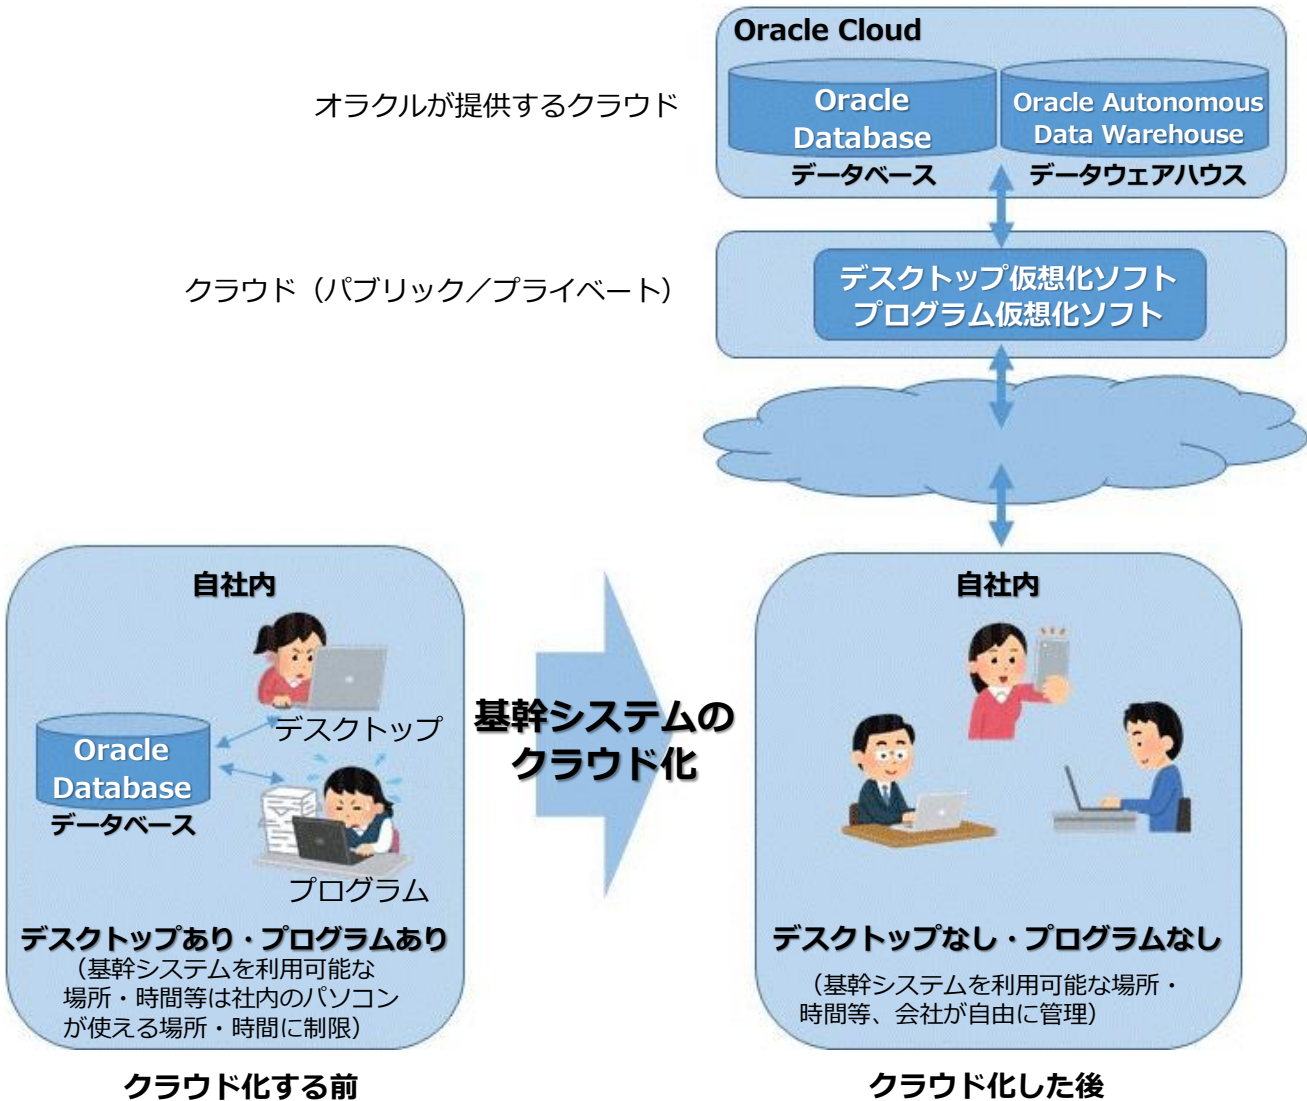 Oracle Cloud
オラクルが提供するクラウド
Oracle
Database
データベース
Oracle Autonomous
Data Warehouse
データウェアハウス
クラウド（パブリック／プライベート）
デスクトップ仮想化ソフト
プログラム仮想化ソフト
自社内
デスクトップ
Oracle
Database
データベース
プログラム
デスクトップあり・プログラムあり
（基幹システムを利用可能な
場所・時間等は社内のパソコン
が使える場所・時間に制限）
クラウド化する前
基幹システムの
クラウド化
自社内
デスクトップなし・プログラムなし
（基幹システムを利用可能な場所・
時間等、会社が自由に管理）
クラウド化した後